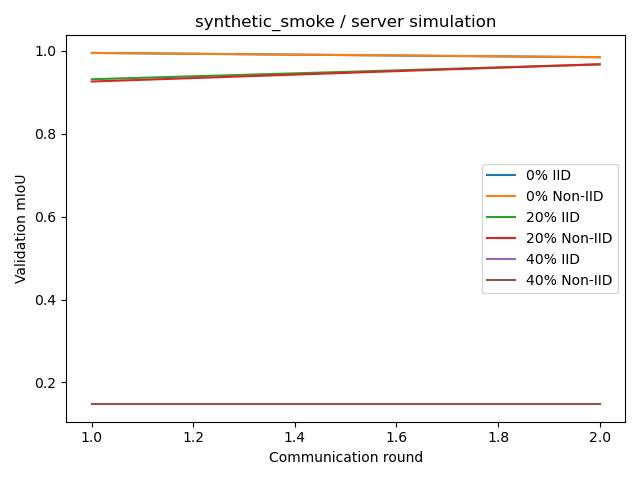 synthetic_smoke / server simulation
1.0
0.8
0.6
0.4
0.2
Validation mIoU
0% IID
0% Non-IID
20% IID
20% Non-IID
40% IID
40% Non-IID
1.0 1.2 1.4 1.6 1.8 2.0
Communication round